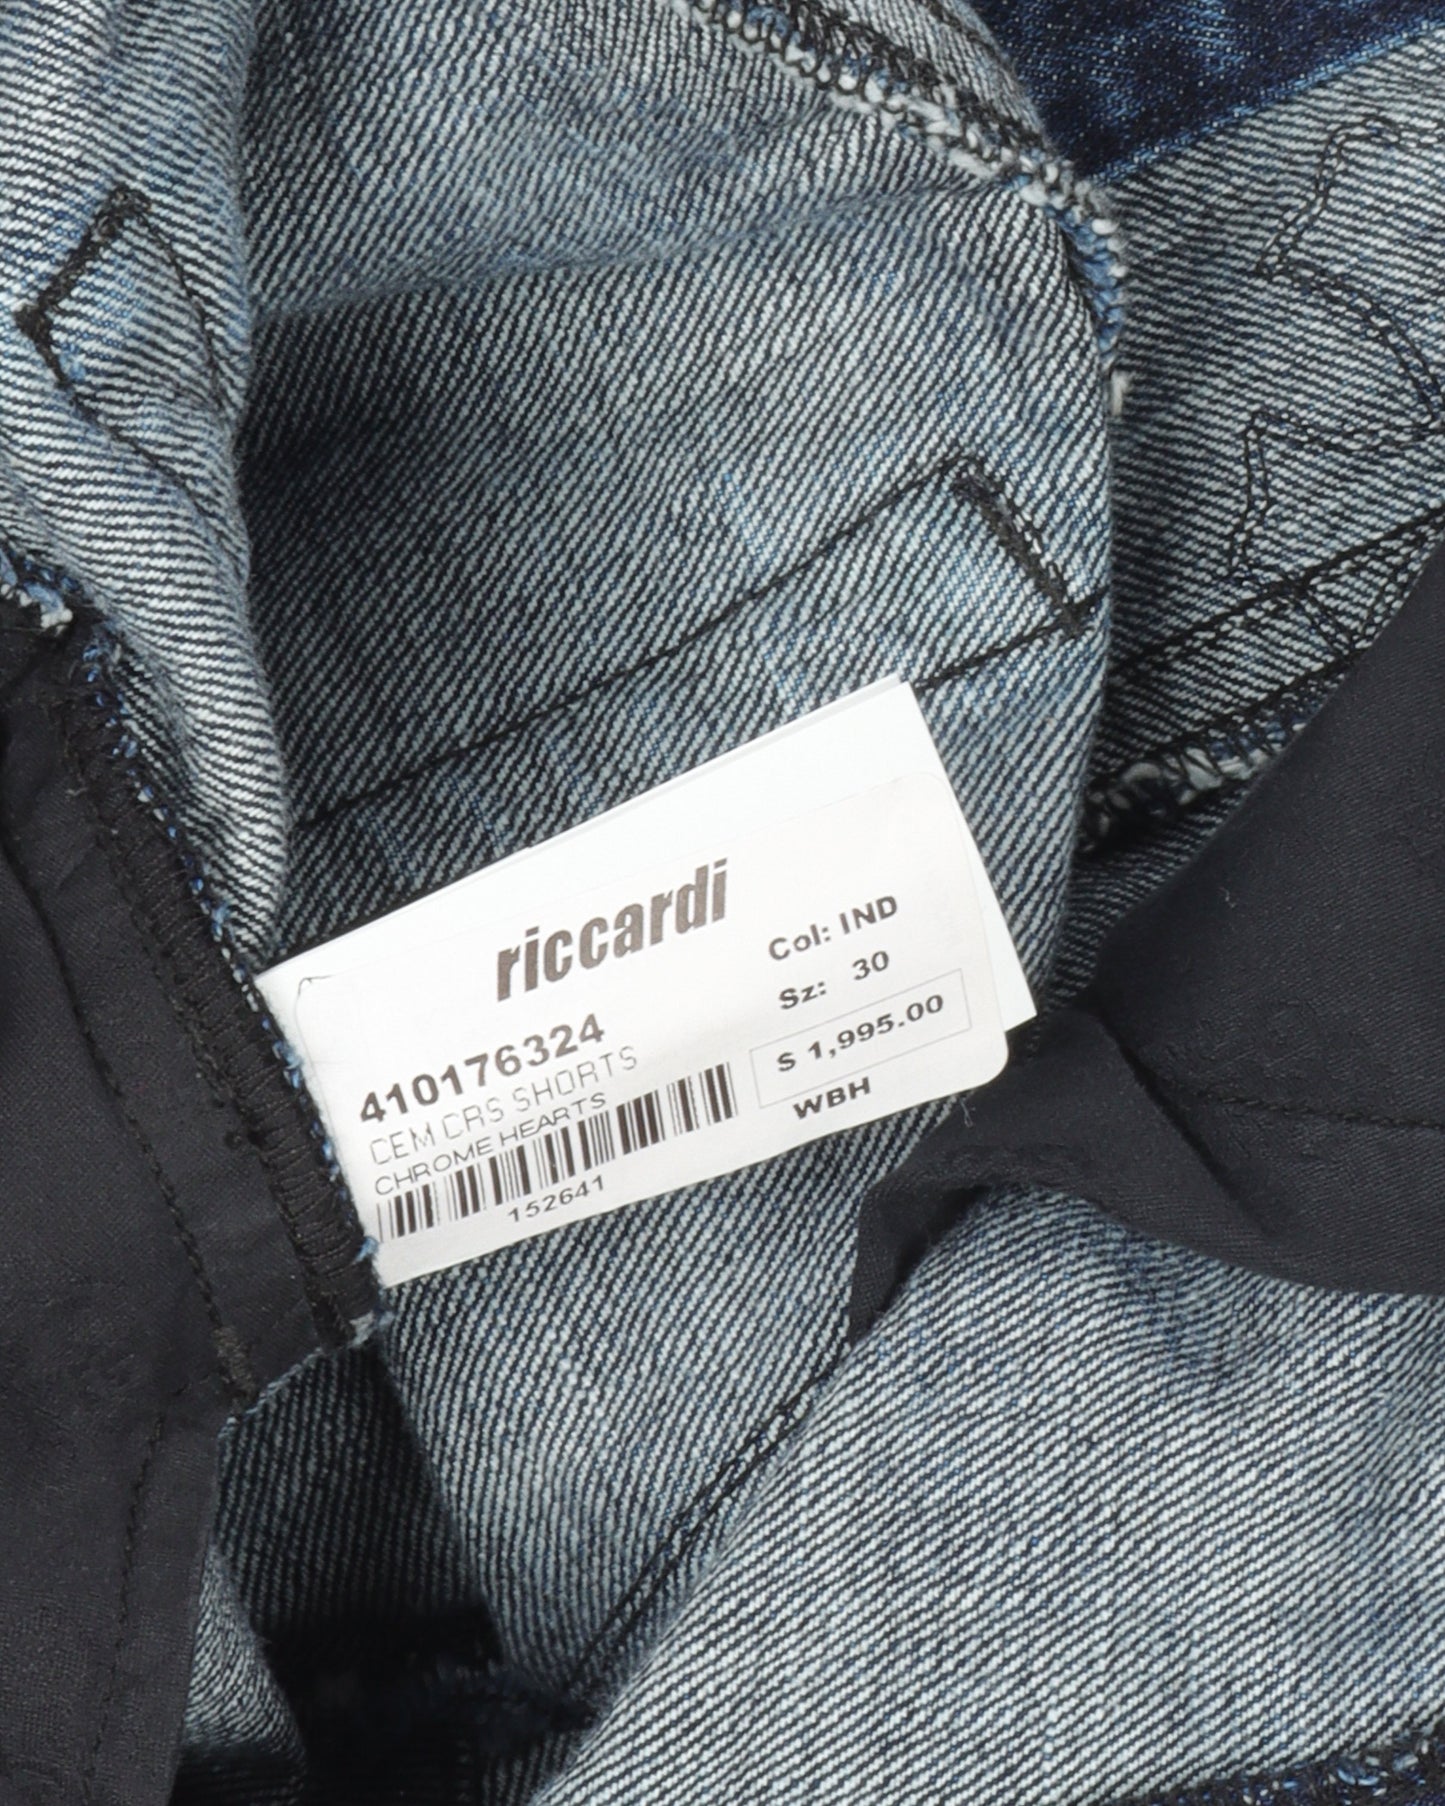 riccardi
Col: IND
Sz: 30
410176324
$ 1,995.00
CEM CRS SHORTS
WBH
CHROME HEARTS
152641